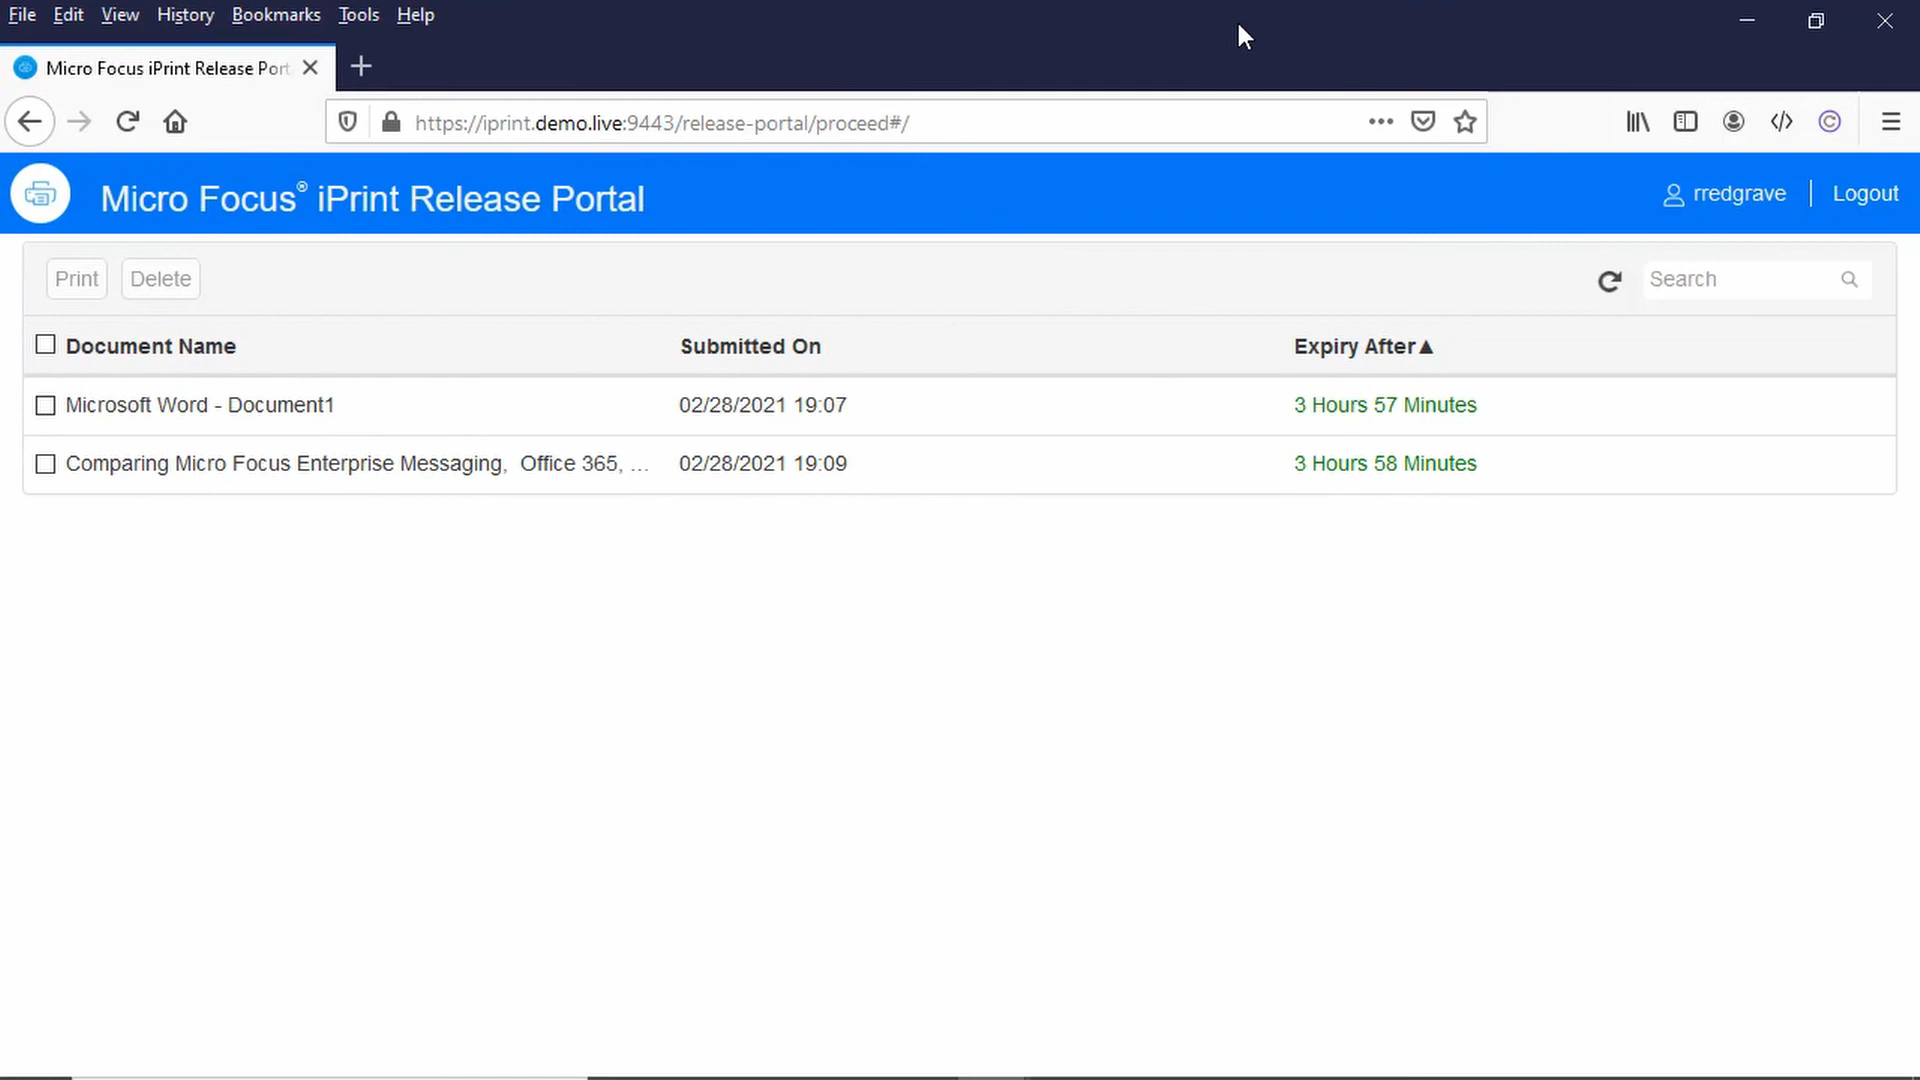 File Edit View History Bookmarks Tools Help
Micro Focus iPrint Release Port
https://iprint.demo.live:9443/release-portal/proceed#/
Micro Focus® iPrint Release Portal
rredgrave Logout
Print Delete Search
Document Name Submitted On Expiry After▲
Microsoft Word - Document1 02/28/2021 19:07 3 Hours 57 Minutes
Comparing Micro Focus Enterprise Messaging, Office 365, ... 02/28/2021 19:09 3 Hours 58 Minutes